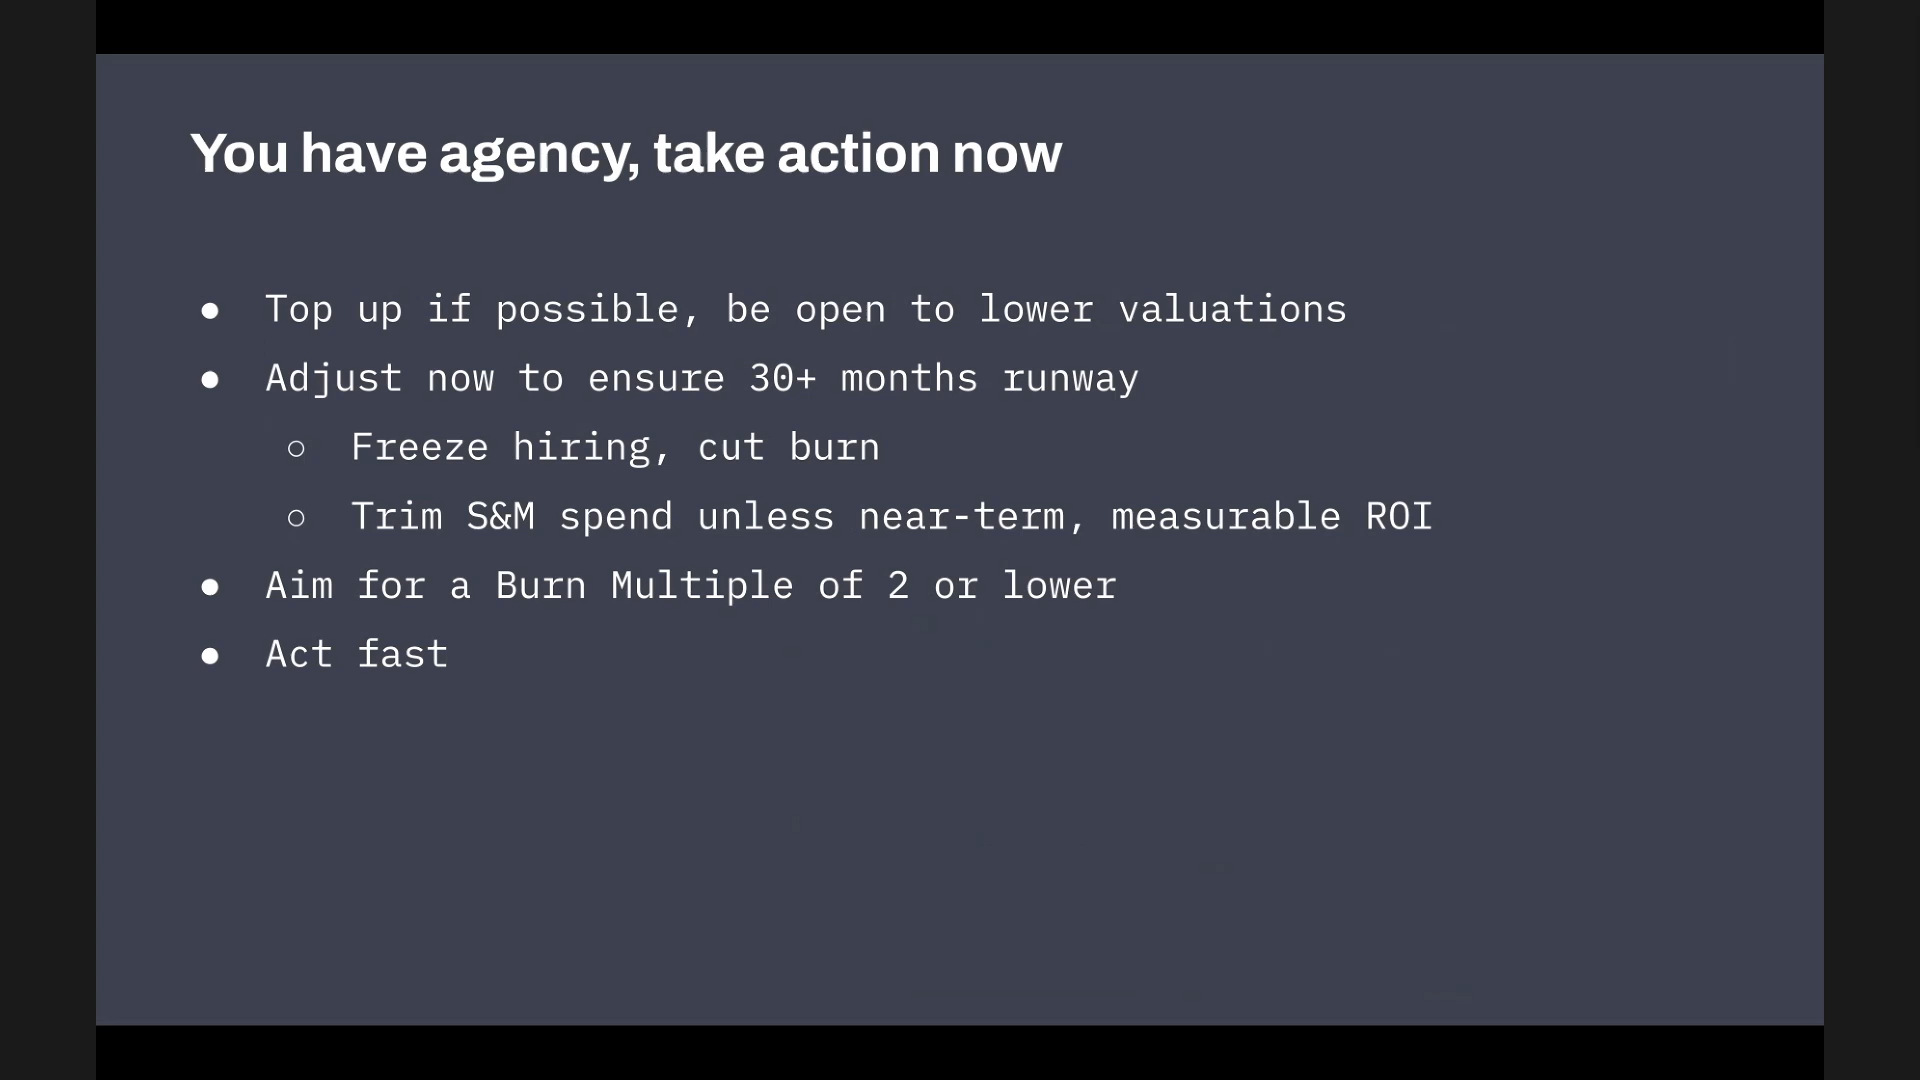 You have agency, take action now
● Top up if possible, be open to lower valuations
● Adjust now to ensure 30+ months runway
○ Freeze hiring, cut burn
○ Trim S&M spend unless near-term, measurable ROI
● Aim for a Burn Multiple of 2 or lower
● Act fast